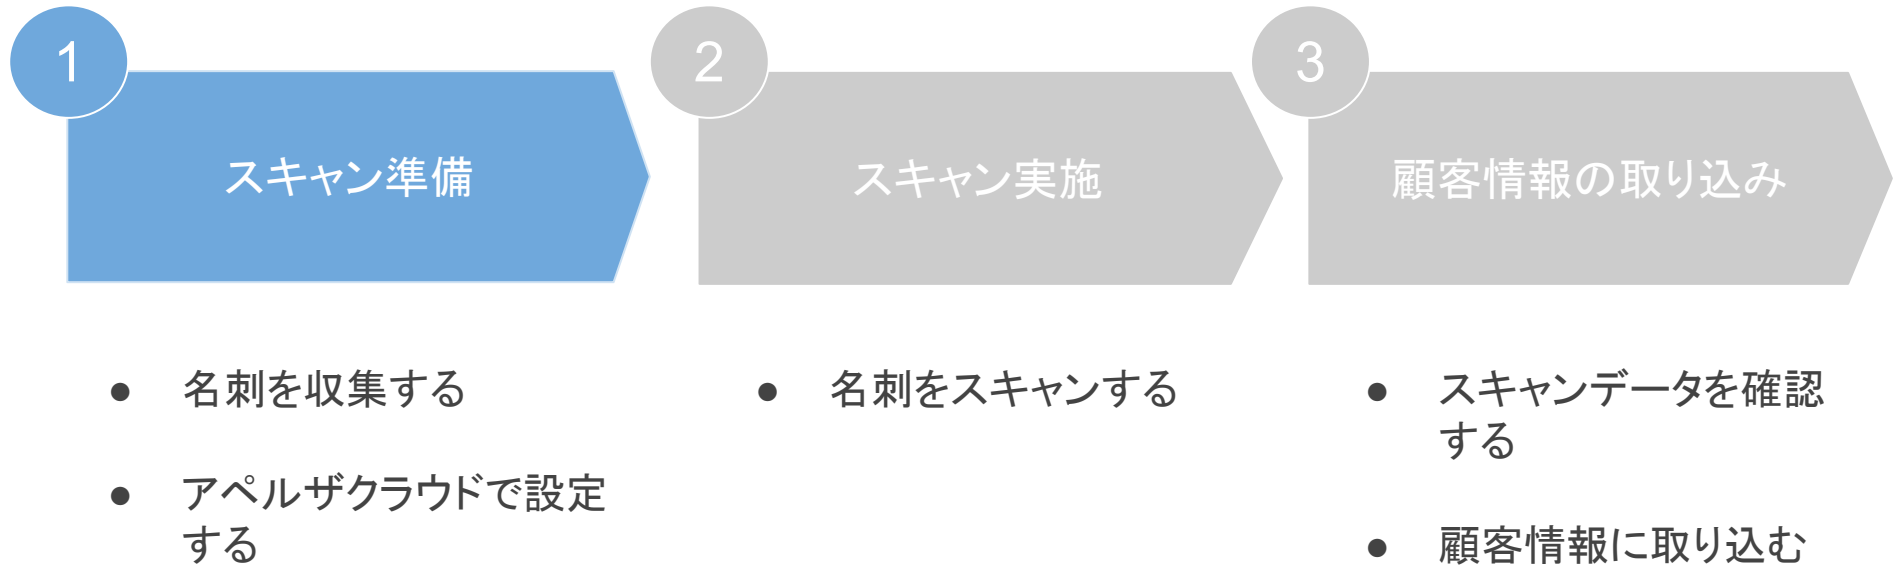 1
スキャン準備
● 名刺を収集する
● アペルザクラウドで設定
する
2
スキャン実施
● 名刺をスキャンする
3
顧客情報の取り込み
● スキャンデータを確認
する
● 顧客情報に取り込む